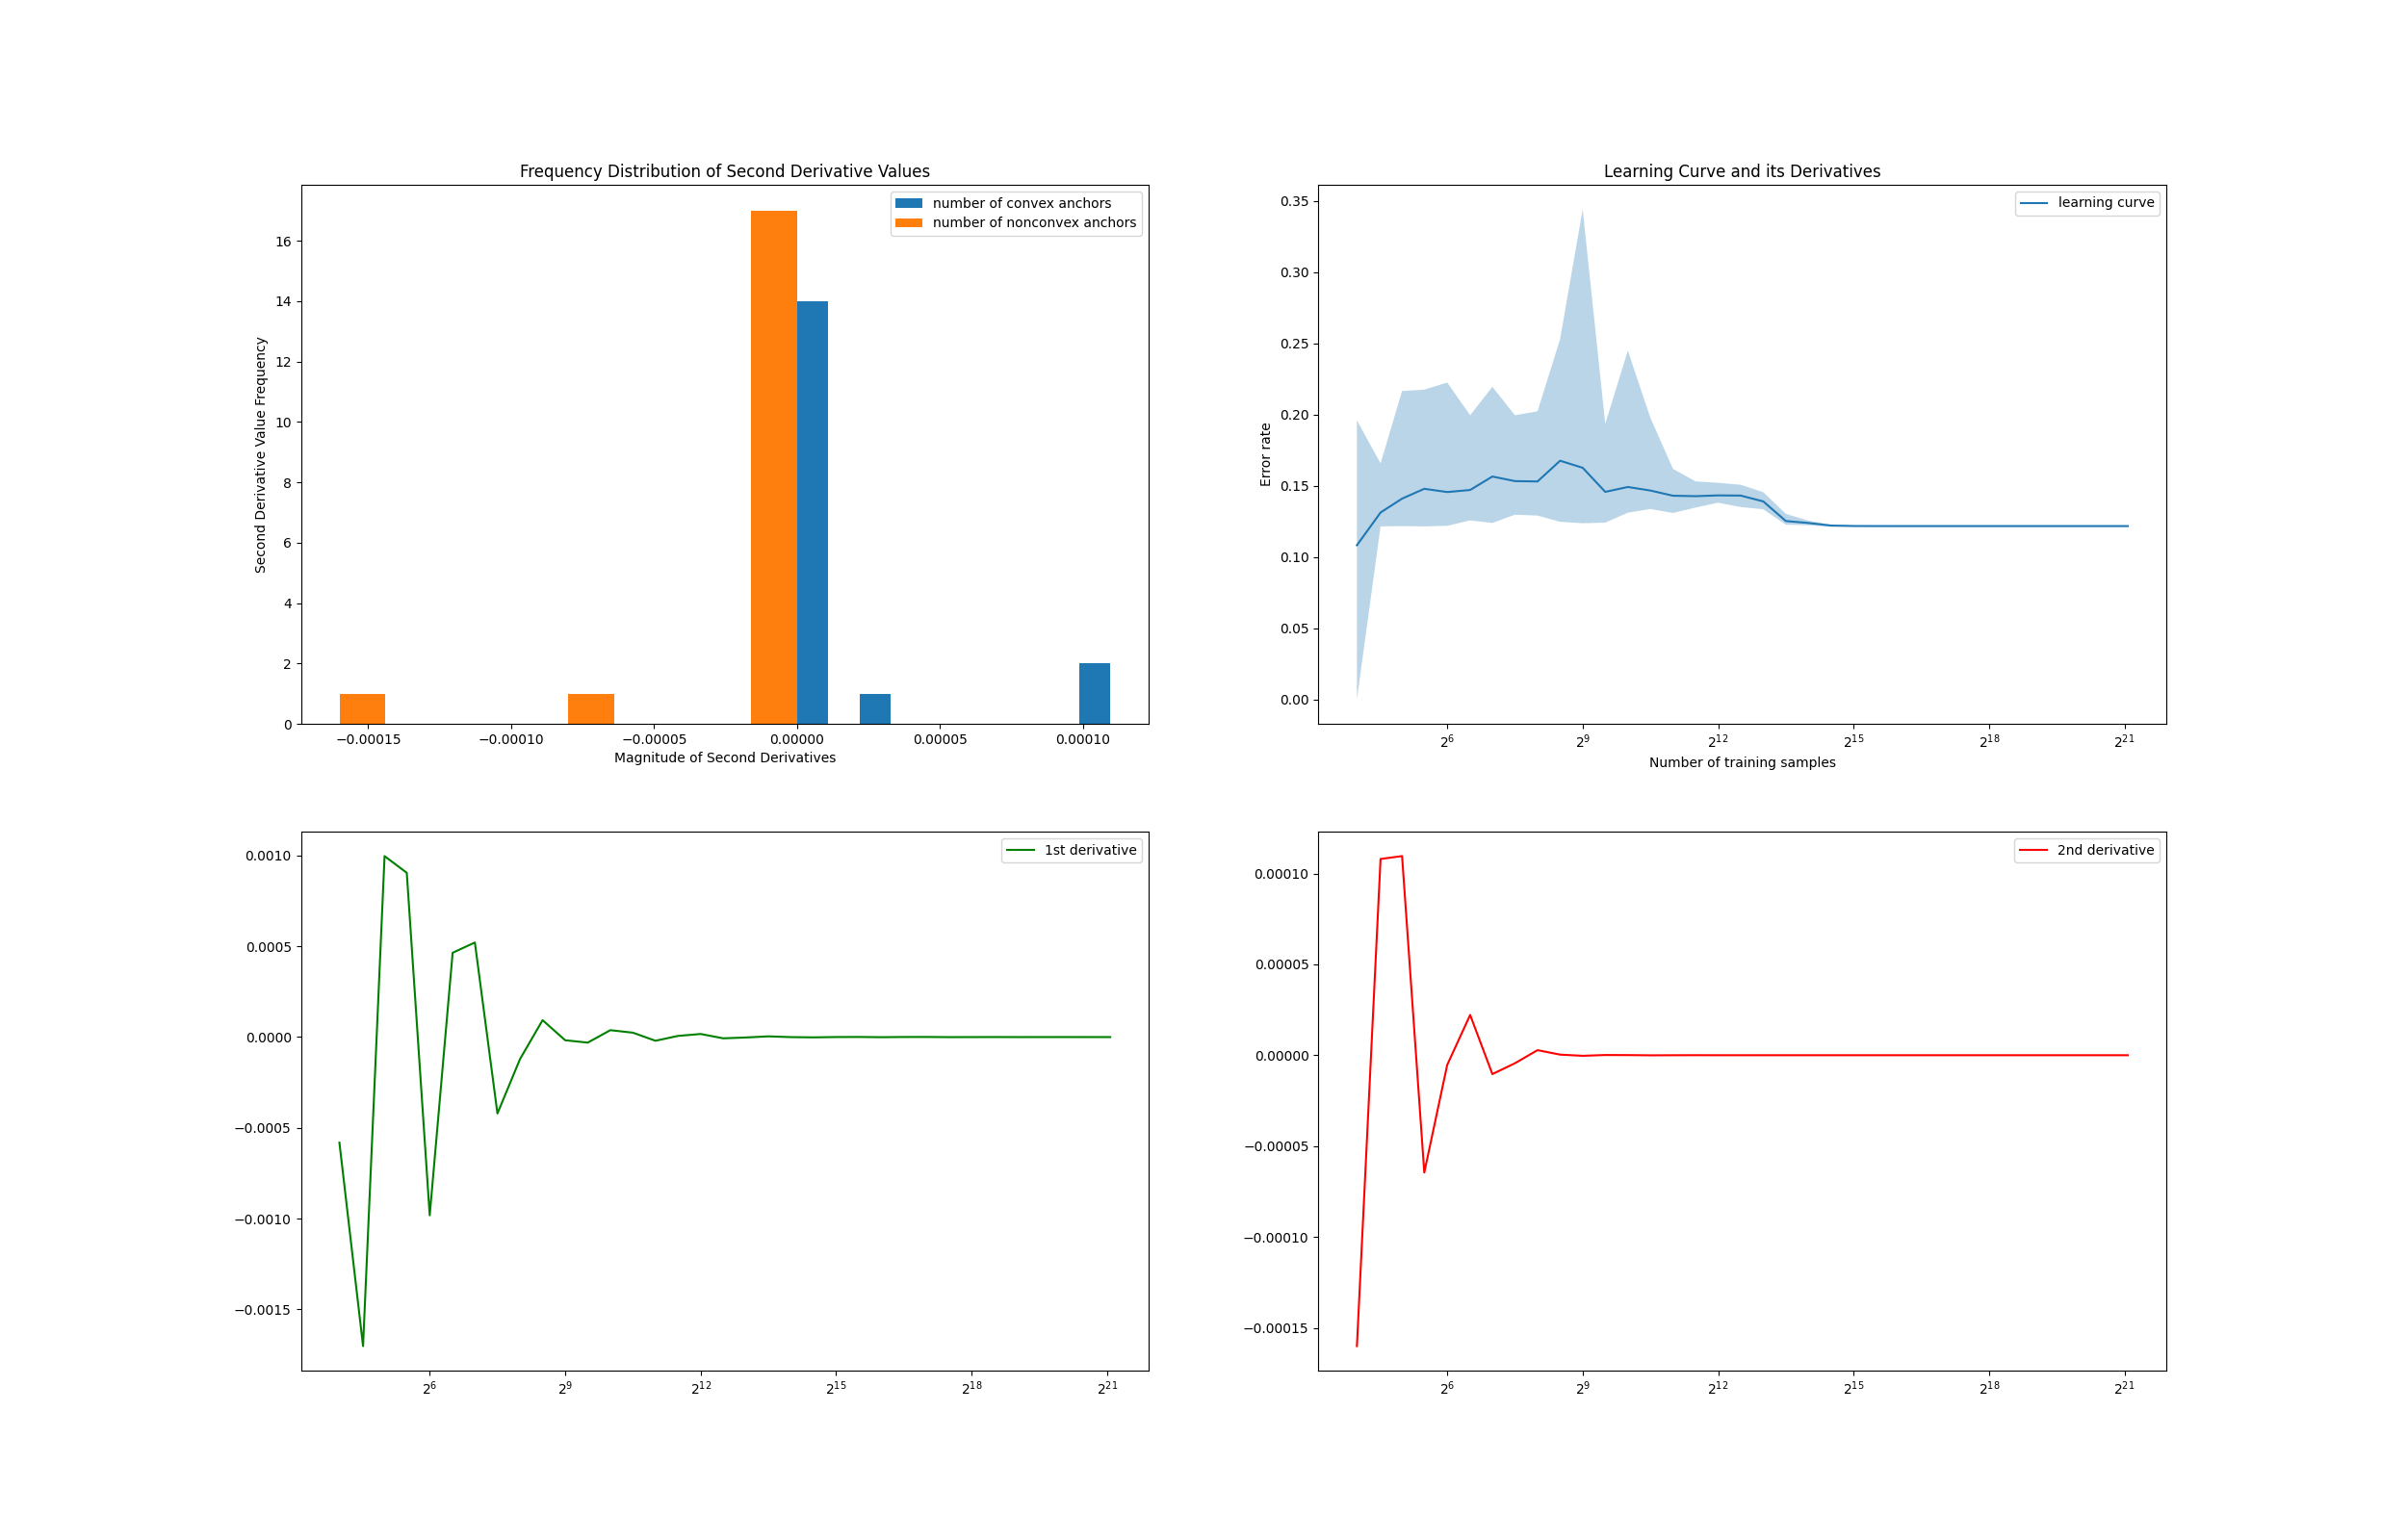 Frequency Distribution of Second Derivative Values
number of convex anchors
number of nonconvex anchors
Second Derivative Value Frequency
16
14
12
10
8
6
4
2
0
−0.00015 −0.00010 −0.00005 0.00000 0.00005 0.00010
Magnitude of Second Derivatives
Learning Curve and its Derivatives
learning curve
Error rate
0.35
0.30
0.25
0.20
0.15
0.10
0.05
0.00
2^6 2^9 2^12 2^15 2^18 2^21
Number of training samples
1st derivative
0.0010
0.0005
0.0000
−0.0005
−0.0010
−0.0015
2^6 2^9 2^12 2^15 2^18 2^21
2nd derivative
0.00010
0.00005
0.00000
−0.00005
−0.00010
−0.00015
2^6 2^9 2^12 2^15 2^18 2^21